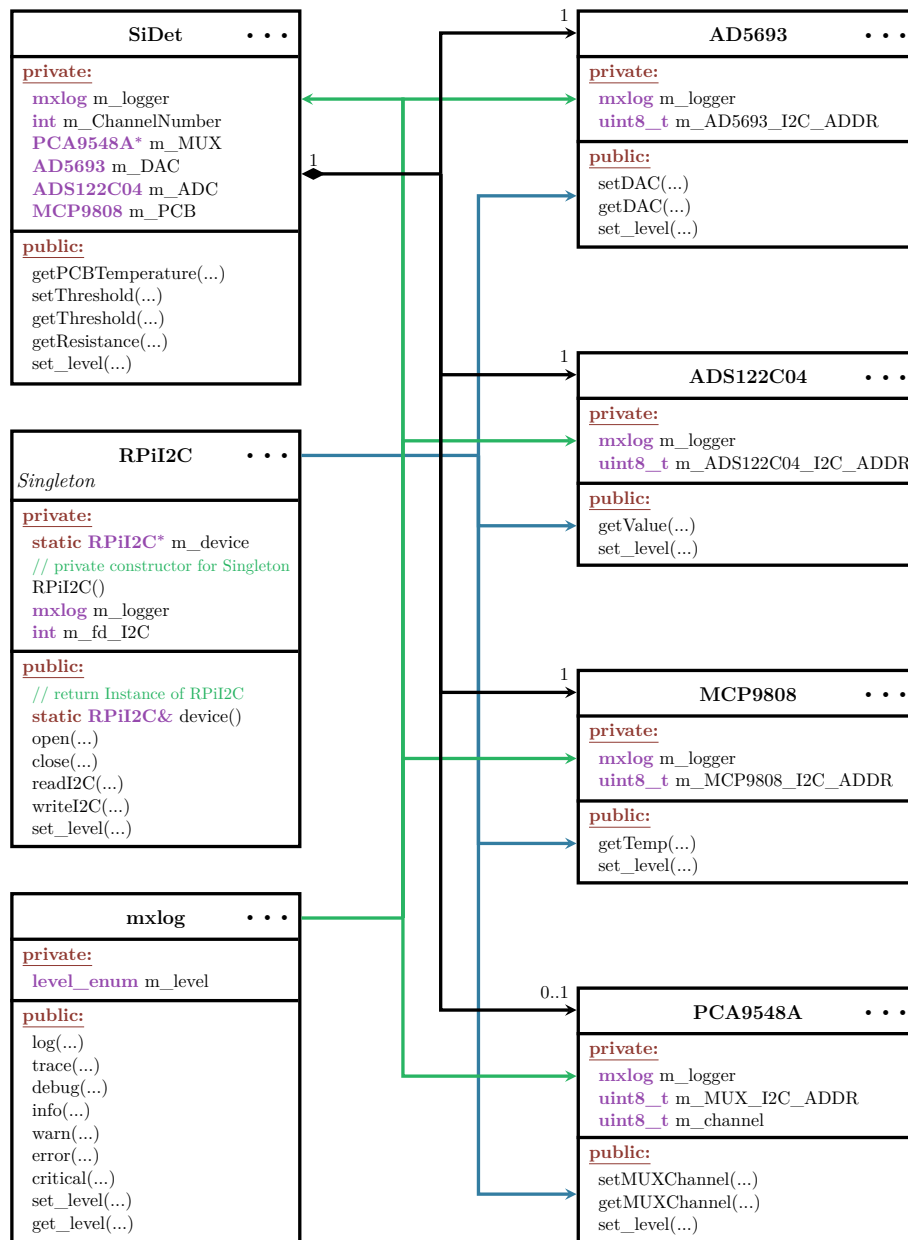 SiDet • • •
private:
mxlog m_logger
int m_ChannelNumber
PCA9548A* m_MUX
AD5693 m_DAC
ADS122C04 m_ADC
MCP9808 m_PCB
public:
getPCBTemperature(...)
setThreshold(...)
getThreshold(...)
getResistance(...)
set_level(...)
1
RPiI2C • • •
Singleton
private:
static RPiI2C* m_device
// private constructor for Singleton
RPiI2C()
mxlog m_logger
int m_fd_I2C
public:
// return Instance of RPiI2C
static RPiI2C& device()
open(...)
close(...)
readI2C(...)
writeI2C(...)
set_level(...)
mxlog • • •
private:
level_enum m_level
public:
log(...)
trace(...)
debug(...)
info(...)
warn(...)
error(...)
critical(...)
set_level(...)
get_level(...)
1
AD5693 • • •
private:
mxlog m_logger
uint8_t m_AD5693_I2C_ADDR
public:
setDAC(...)
getDAC(...)
set_level(...)
1
ADS122C04 • • •
private:
mxlog m_logger
uint8_t m_ADS122C04_I2C_ADDR
public:
getValue(...)
set_level(...)
1
MCP9808 • • •
private:
mxlog m_logger
uint8_t m_MCP9808_I2C_ADDR
public:
getTemp(...)
set_level(...)
0..1
PCA9548A • • •
private:
mxlog m_logger
uint8_t m_MUX_I2C_ADDR
uint8_t m_channel
public:
setMUXChannel(...)
getMUXChannel(...)
set_level(...)